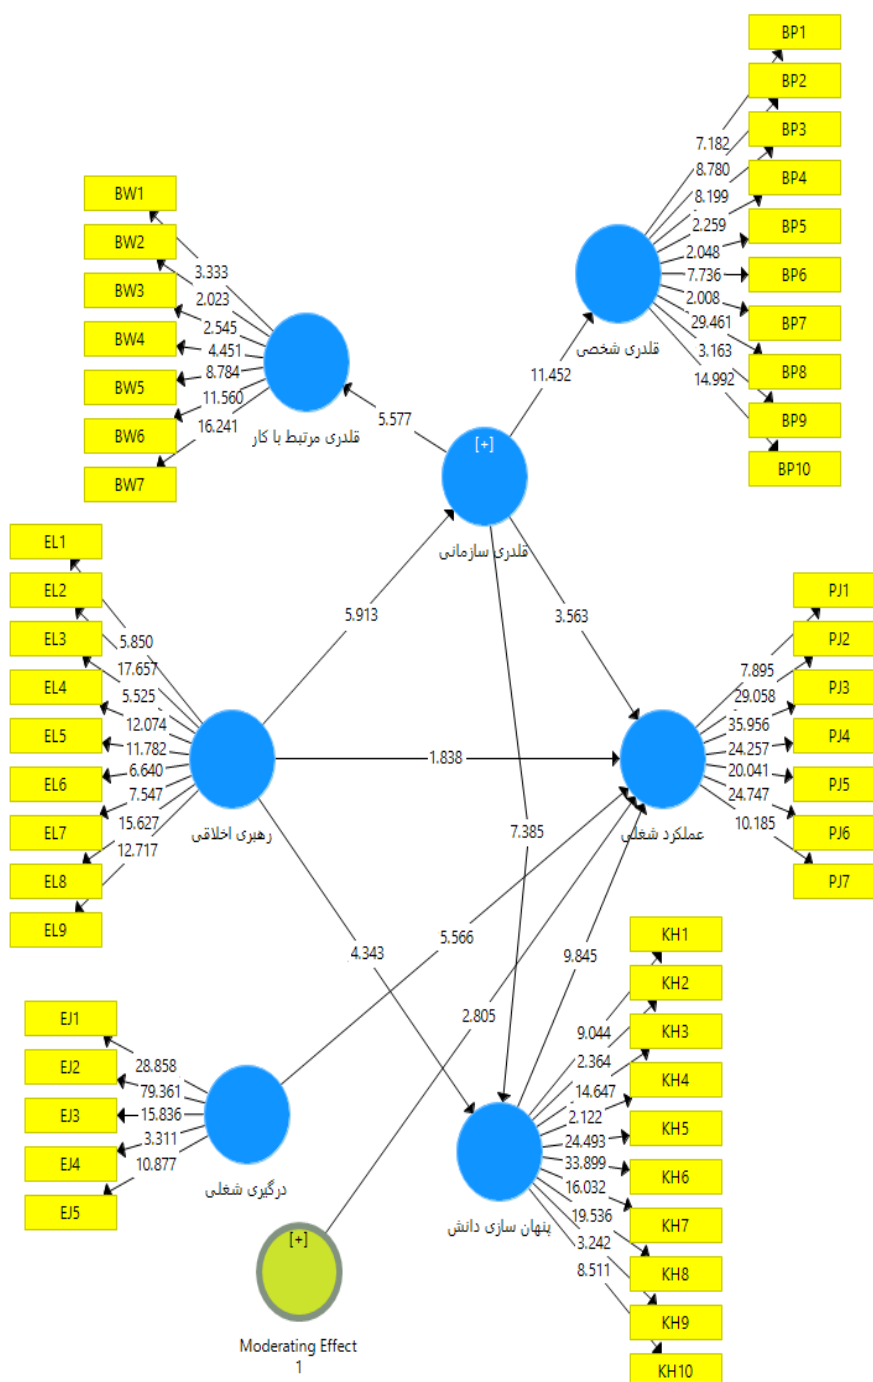 BP1
BP2
BP3
BP4
BP5
BP6
BP7
BP8
BP9
BP10
7.182
8.780
8.199
2.259
2.048
7.736
2.008
29.461
3.163
14.992
قلدری شخصی
BW1
BW2
BW3
BW4
BW5
BW6
BW7
3.333
2.023
2.545
4.451
8.784
11.560
16.241
قلدری مرتبط با کار
5.577
11.452
[+]
قلدری سازمانی
5.913
3.563
7.385
EL1
EL2
EL3
EL4
EL5
EL6
EL7
EL8
EL9
5.850
17.657
5.525
12.074
11.782
6.640
7.547
15.627
12.717
رهبری اخلاقی
1.838
4.343
PJ1
PJ2
PJ3
PJ4
PJ5
PJ6
PJ7
7.895
29.058
35.956
24.257
20.041
24.747
10.185
عملکرد شغلی
5.566
2.805
9.845
EJ1
EJ2
EJ3
EJ4
EJ5
28.858
79.361
15.836
3.311
10.877
درگیری شغلی
KH1
KH2
KH3
KH4
KH5
KH6
KH7
KH8
KH9
KH10
9.044
2.364
14.647
2.122
24.493
33.899
16.032
19.536
3.242
8.511
پنهان سازی دانش
[+]
Moderating Effect
1